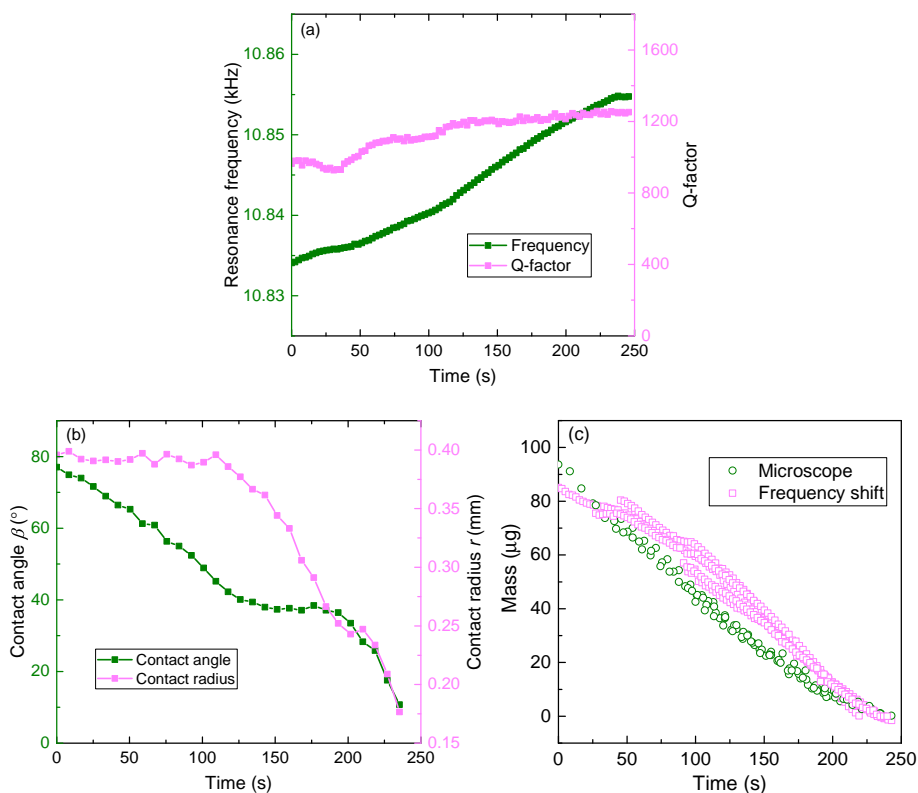 (a)
10.86
10.85
10.84
10.83
Resonance frequency (kHz)
1800
1600
1200
800
400
0
Q-factor
Frequency
Q-factor
0 50 100 150 200 250
Time (s)
(b)
80
60
40
20
0
Contact angle β (°)
0.40
0.35
0.30
0.25
0.20
0.15
Contact radius r (mm)
Contact angle
Contact radius
0 50 100 150 200 250
Time (s)
(c)
100
80
60
40
20
0
Mass (μg)
Microscope
Frequency shift
0 50 100 150 200 250
Time (s)